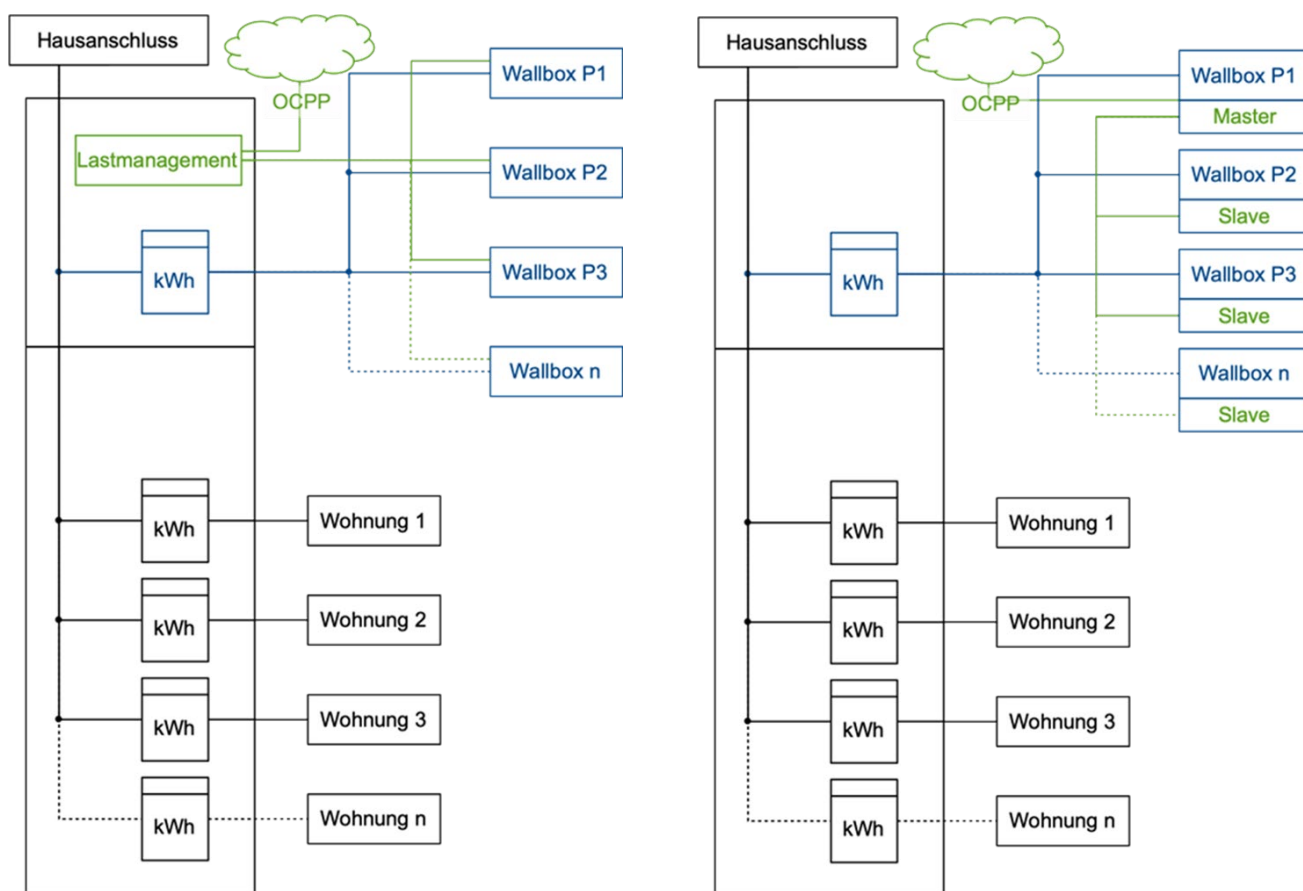 Hausanschluss
OCPP
Lastmanagement
Wallbox P1
Wallbox P2
Wallbox P3
Wallbox n
kWh
kWh
Wohnung 1
kWh
Wohnung 2
kWh
Wohnung 3
kWh
Wohnung n
Hausanschluss
OCPP
Wallbox P1
Master
Wallbox P2
Slave
Wallbox P3
Slave
Wallbox n
Slave
kWh
kWh
Wohnung 1
kWh
Wohnung 2
kWh
Wohnung 3
kWh
Wohnung n